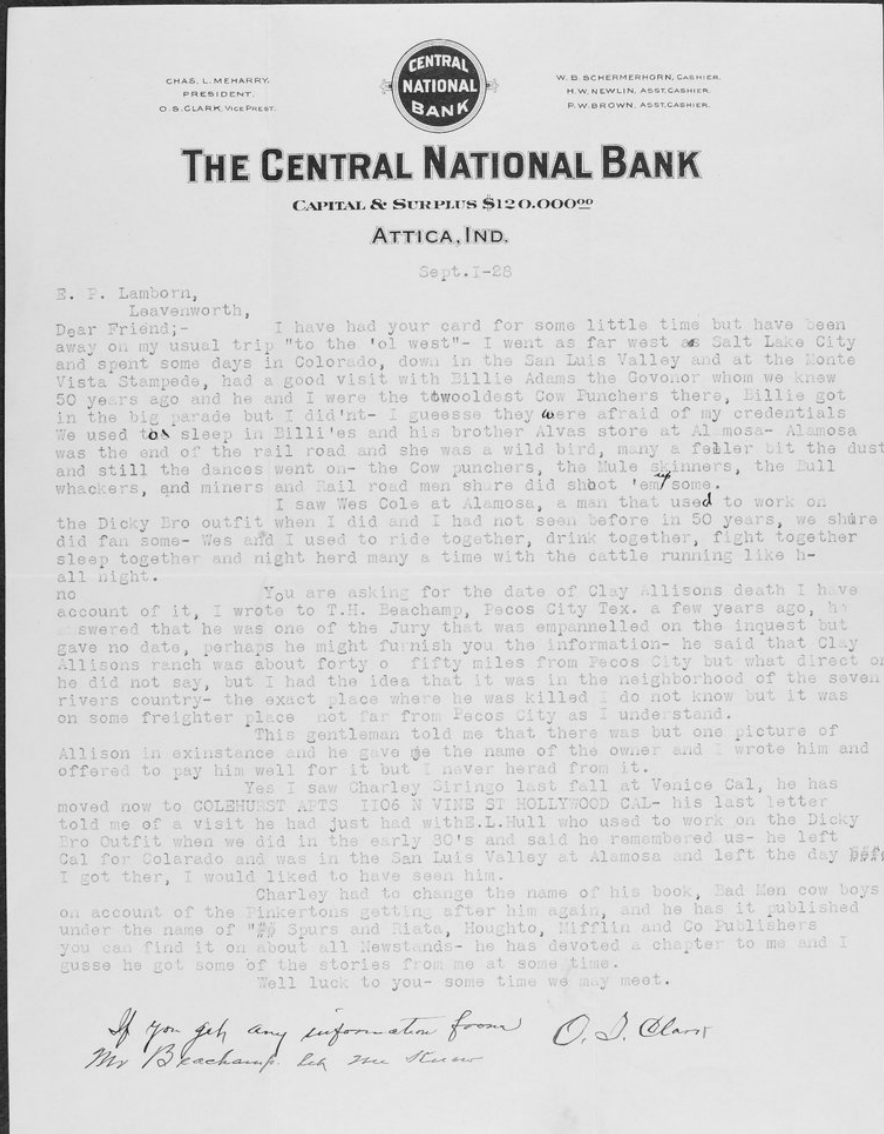 CHAS. L. MEHARRY.
PRESIDENT.
O. S. CLARK, VICE PREST.
CENTRAL
NATIONAL
BANK
W. B. SCHERMERHORN, CASHIER.
H. W. NEWLIN, ASST. CASHIER.
P. W. BROWN, ASST. CASHIER.
THE CENTRAL NATIONAL BANK
CAPITAL & SURPLUS $120.000.00
ATTICA, IND.
Sept.I-28
E. P. Lamborn,
Leavenworth,
Dear Friend;- I have had your card for some little time but have been
away on my usual trip "to the 'ol west"- I went as far west as Salt Lake City
and spent some days in Colorado, down in the San Luis Valley and at the Monte
Vista Stampede, had a good visit with Billie Adams the Govonor whom we knew
50 years ago and he and I were the twooldest Cow Punchers there, Billie got
in the big parade but I did'nt- I gueesse they were afraid of my credentials
We used to sleep in Billi'es and his brother Alvas store at Al mosa- Alamosa
was the end of the rail road and she was a wild bird, many a feller bit the dust
and still the dances went on- the Cow punchers, the Mule skinners, the Bull
whackers, and miners and Rail road men shure did shoot 'em up some.
I saw Wes Cole at Alamosa, a man that used to work on
the Dicky Bro outfit when I did and I had not seen before in 50 years, we shure
did fan some- Wes and I used to ride together, drink together, fight together
sleep together and night herd many a time with the cattle running like h-
all night.
no You are asking for the date of Clay Allisons death I have
account of it, I wrote to T.H. Beachamp, Pecos City Tex. a few years ago, he
answered that he was one of the Jury that was empannelled on the inquest but
gave no date, perhaps he might furnish you the information- he said that Clay
Allisons ranch was about forty o fifty miles from Pecos City but what direct on
he did not say, but I had the idea that it was in the neighborhood of the seven
rivers country- the exact place where he was killed I do not know but it was
on some freighter place not far from Pecos City as I understand.
This gentleman told me that there was but one picture of
Allison in exinstance and he gave me the name of the owner and I wrote him and
offered to pay him well for it but I never herad from it.
Yes I saw Charley Siringo last fall at Venice Cal, he has
moved now to COLEHURST APTS II06 N VINE ST HOLLYWOOD CAL- his last letter
told me of a visit he had just had withE.L.Hull who used to work on the Dicky
Bro Outfit when we did in the early 80's and said he remembered us- he left
Cal for Colarado and was in the San Luis Valley at Alamosa and left the day
I got ther, I would liked to have seen him.
Charley had to change the name of his book, Bad Men cow boys
on account of the Pinkertons getting after him again, and he has it published
under the name of "## Spurs and Riata, Houghto, Mifflin and Co Publishers
you can find it on about all Newstands- he has devoted a chapter to me and I
gusse he got some of the stories from me at some time.
Well luck to you- some time we may meet.
If you get any information from O. S. Clark
Mr Beachamp. let me know